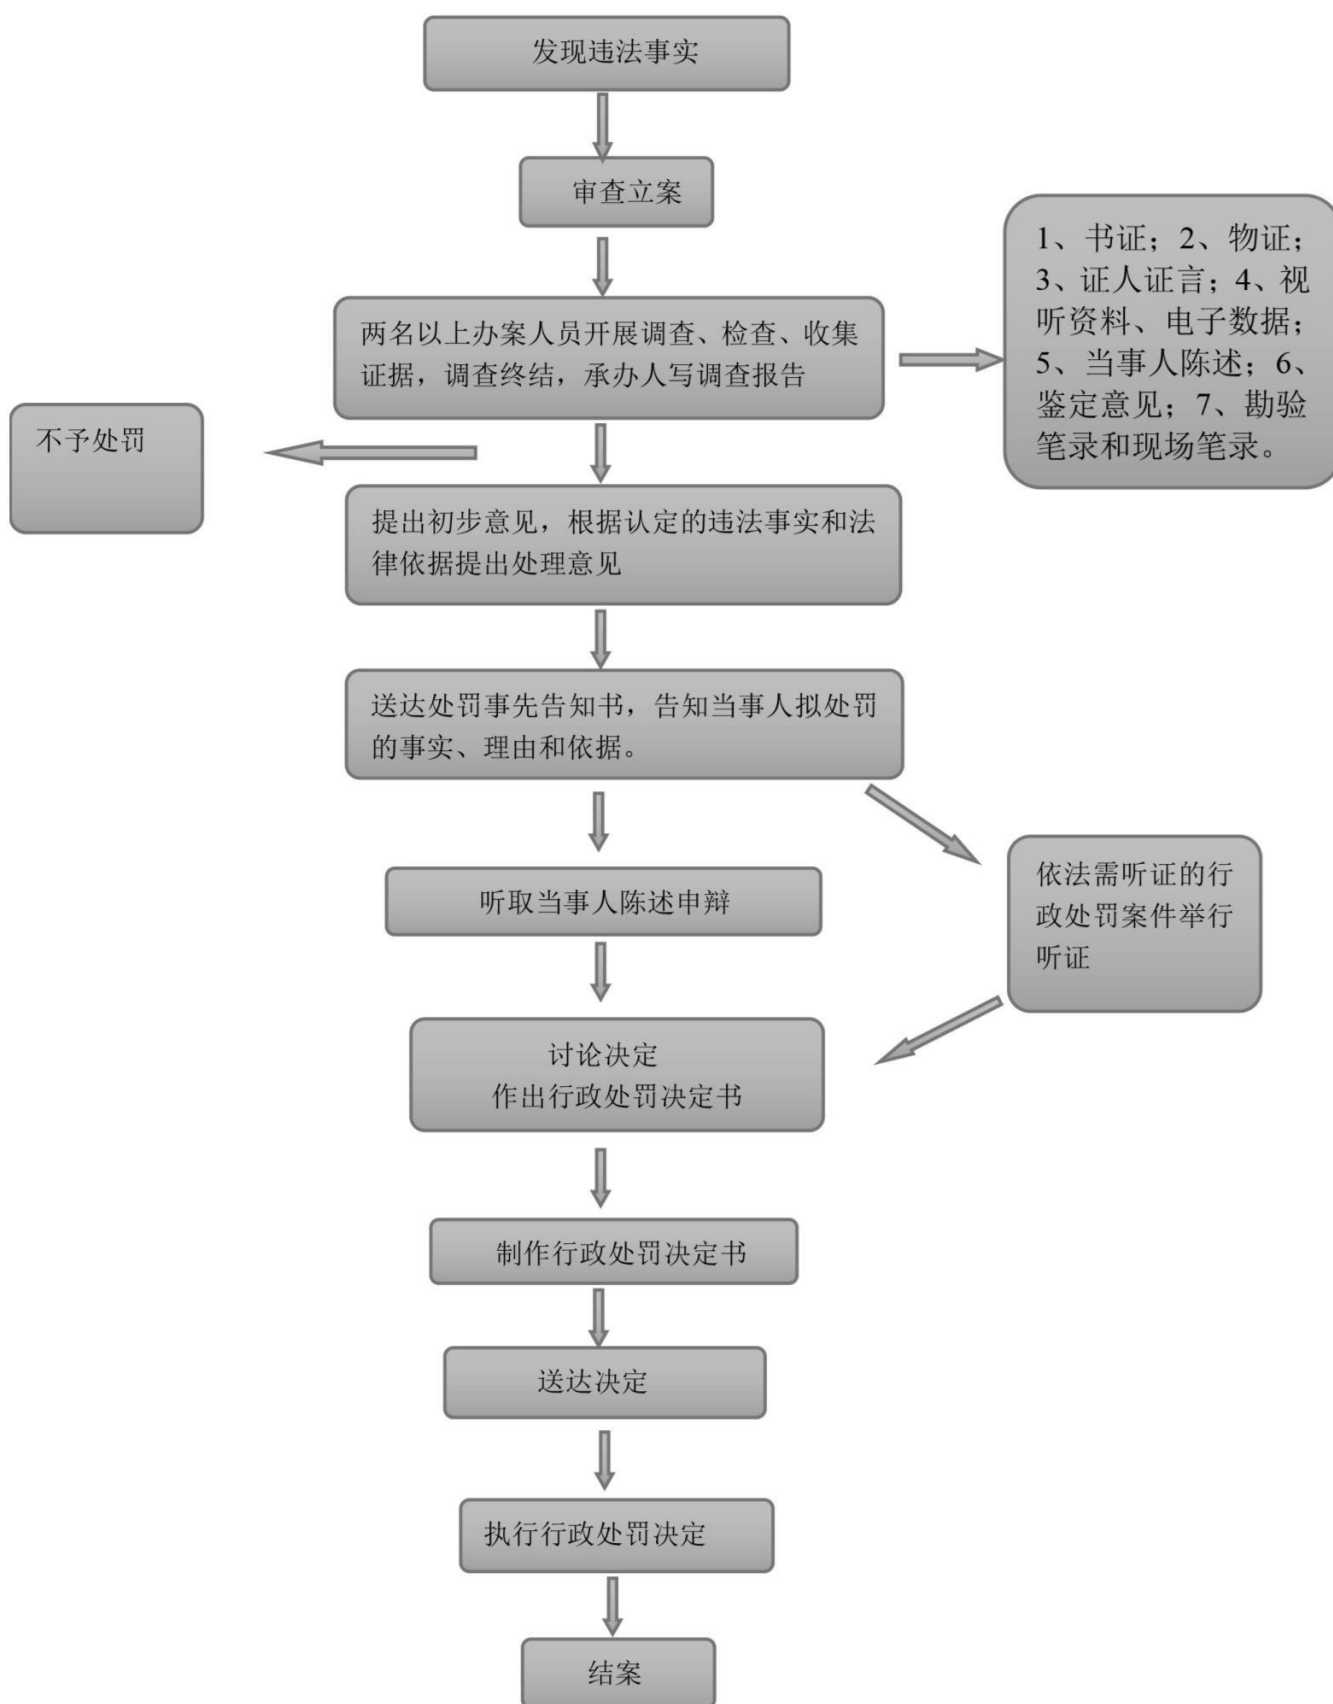 发现违法事实
审查立案
1、书证；2、物证；
3、证人证言；4、视
听资料、电子数据；
5、当事人陈述；6、
鉴定意见；7、勘验
笔录和现场笔录。
两名以上办案人员开展调查、检查、收集
证据，调查终结，承办人写调查报告
不予处罚
提出初步意见，根据认定的违法事实和法
律依据提出处理意见
送达处罚事先告知书，告知当事人拟处罚
的事实、理由和依据。
听取当事人陈述申辩
依法需听证的行
政处罚案件举行
听证
讨论决定
作出行政处罚决定书
制作行政处罚决定书
送达决定
执行行政处罚决定
结案